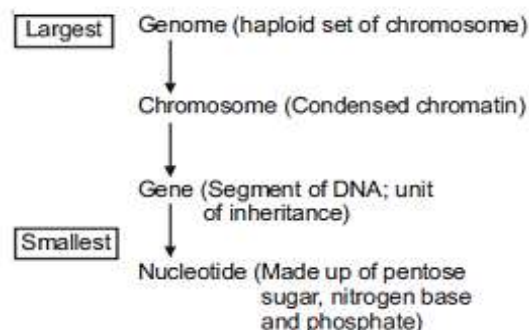 Largest
Genome (haploid set of chromosome)
Chromosome (Condensed chromatin)
Gene (Segment of DNA; unit
of inheritance)
Smallest
Nucleotide (Made up of pentose
sugar, nitrogen base
and phosphate)